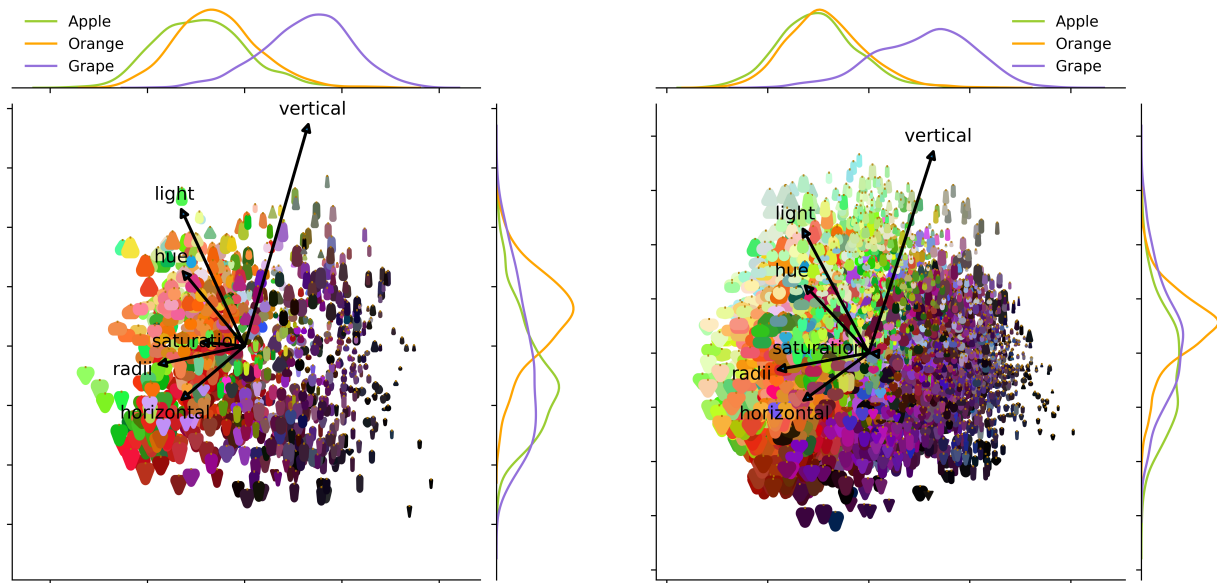 Apple
Orange
Grape
vertical
light
hue
saturation
radii
horizontal
Apple
Orange
Grape
vertical
light
hue
saturation
radii
horizontal